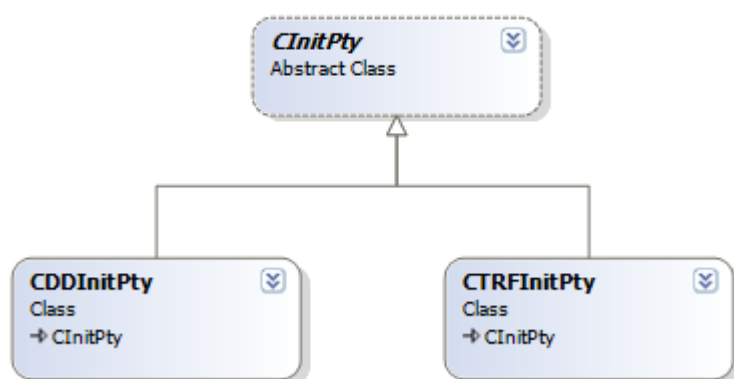 CInitPty
Abstract Class
CDDInitPty
Class
CInitPty
CTRFInitPty
Class
CInitPty